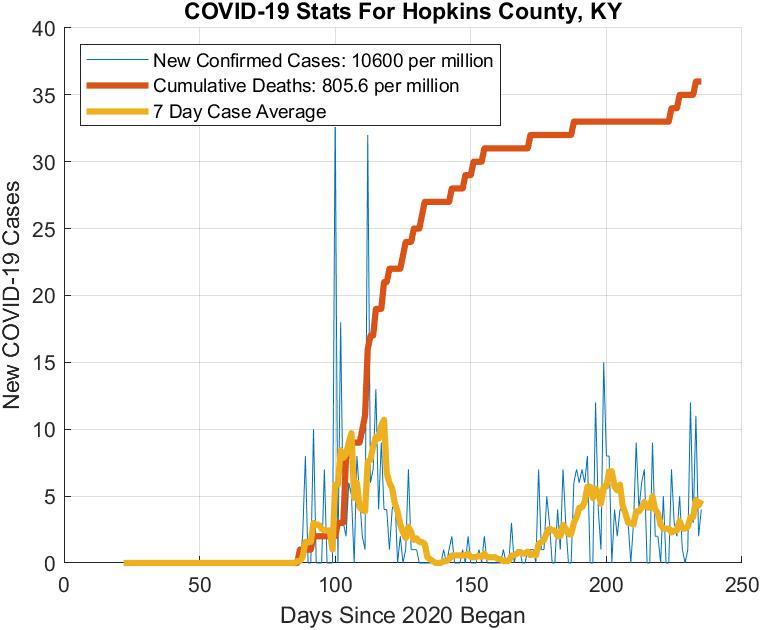 COVID-19 Stats For Hopkins County, KY
New Confirmed Cases: 10600 per million
Cumulative Deaths: 805.6 per million
7 Day Case Average
New COVID-19 Cases
40
35
30
25
20
15
10
5
0
0 50 100 150 200 250
Days Since 2020 Began